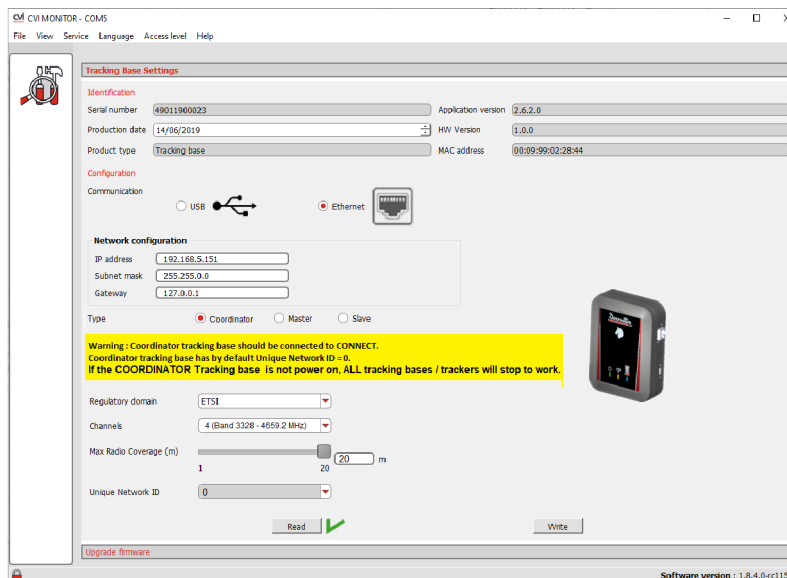 CVI MONITOR - COM5
File View Service Language Access level Help
Tracking Base Settings
Identification
Serial number 49011900023 Application version 2.6.2.0
Production date 14/06/2019 HW Version 1.0.0
Product type Tracking base MAC address 00:09:99:02:28:44
Configuration
Communication
USB Ethernet
Network configuration
IP address 192.168.5.151
Subnet mask 255.255.0.0
Gateway 127.0.0.1
Type Coordinator Master Slave
Warning : Coordinator tracking base should be connected to CONNECT.
Coordinator tracking base has by default Unique Network ID = 0.
If the COORDINATOR Tracking base is not power on, ALL tracking bases / trackers will stop to work.
Regulatory domain ETSI
Channels 4 (Band 3328 - 4659.2 MHz)
Max Radio Coverage (m) 20 m
1 20
Unique Network ID 0
Read Write
Upgrade firmware
Software version : 1.8.4.0-rc115